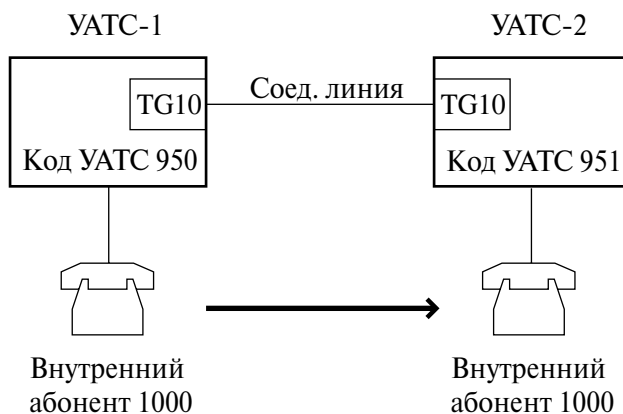 УАТС-1
УАТС-2
TG10
Соед. линия
TG10
Код УАТС 950
Код УАТС 951
Внутренний
абонент 1000
Внутренний
абонент 1000